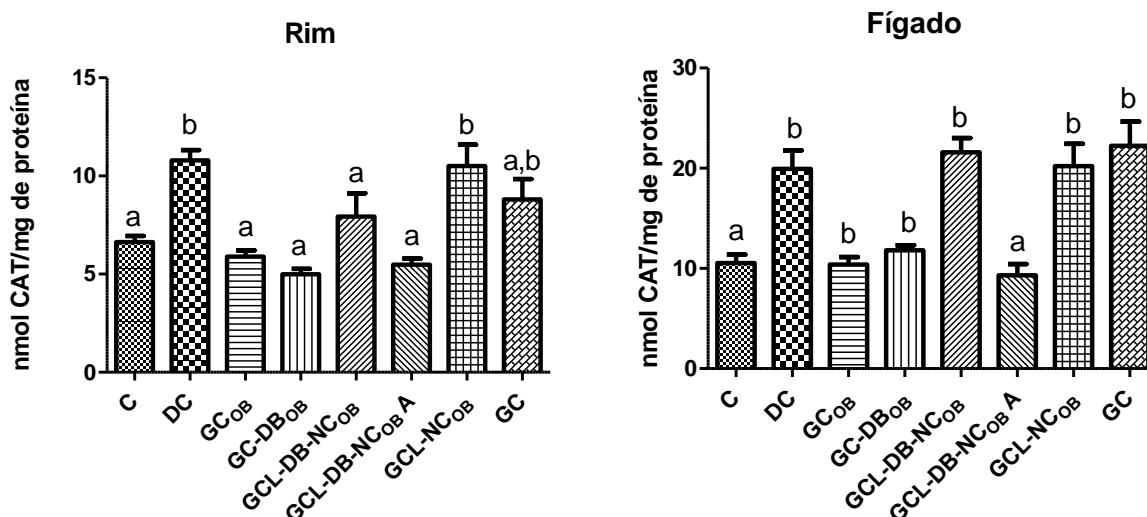 Rim
nmol CAT/mg de proteína
15
10
5
0
a
b
a
a
a
a
b
a,b
C
DC
GCOB
GC-DBOB
GCL-DB-NCOB
GCL-DB-NCOB A
GCL-NCOB
GC
Fígado
nmol CAT/mg de proteína
30
20
10
0
a
b
b
b
b
a
b
b
C
DC
GCOB
GC-DBOB
GCL-DB-NCOB
GCL-DB-NCOB A
GCL-NCOB
GC